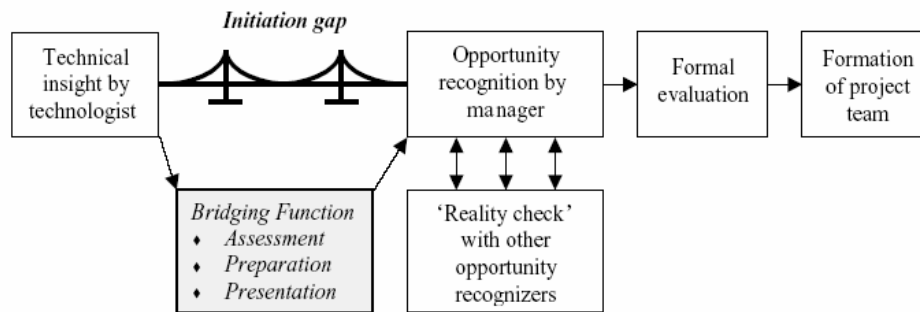 Initiation gap
Technical
insight by
technologist
Opportunity
recognition by
manager
Formal
evaluation
Formation
of project
team
Bridging Function
♦ Assessment
♦ Preparation
♦ Presentation
‘Reality check’
with other
opportunity
recognizers